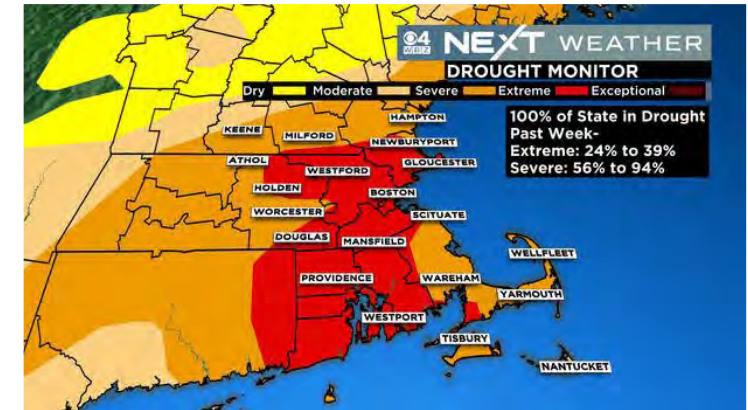 4 WBZ NEXT WEATHER
DROUGHT MONITOR
Dry Moderate Severe Extreme Exceptional
100% of State in Drought
Past Week-
Extreme: 24% to 39%
Severe: 56% to 94%
HAMPTON
KEENE
MILFORD
NEWBURYPORT
ATHOL
GLOUCESTER
WESTFORD
HOLDEN
BOSTON
WORCESTER
SCITUATE
DOUGLAS
MANSFIELD
WELLFLEET
PROVIDENCE
WAREHAM
YARMOUTH
WESTPORT
TISBURY
NANTUCKET